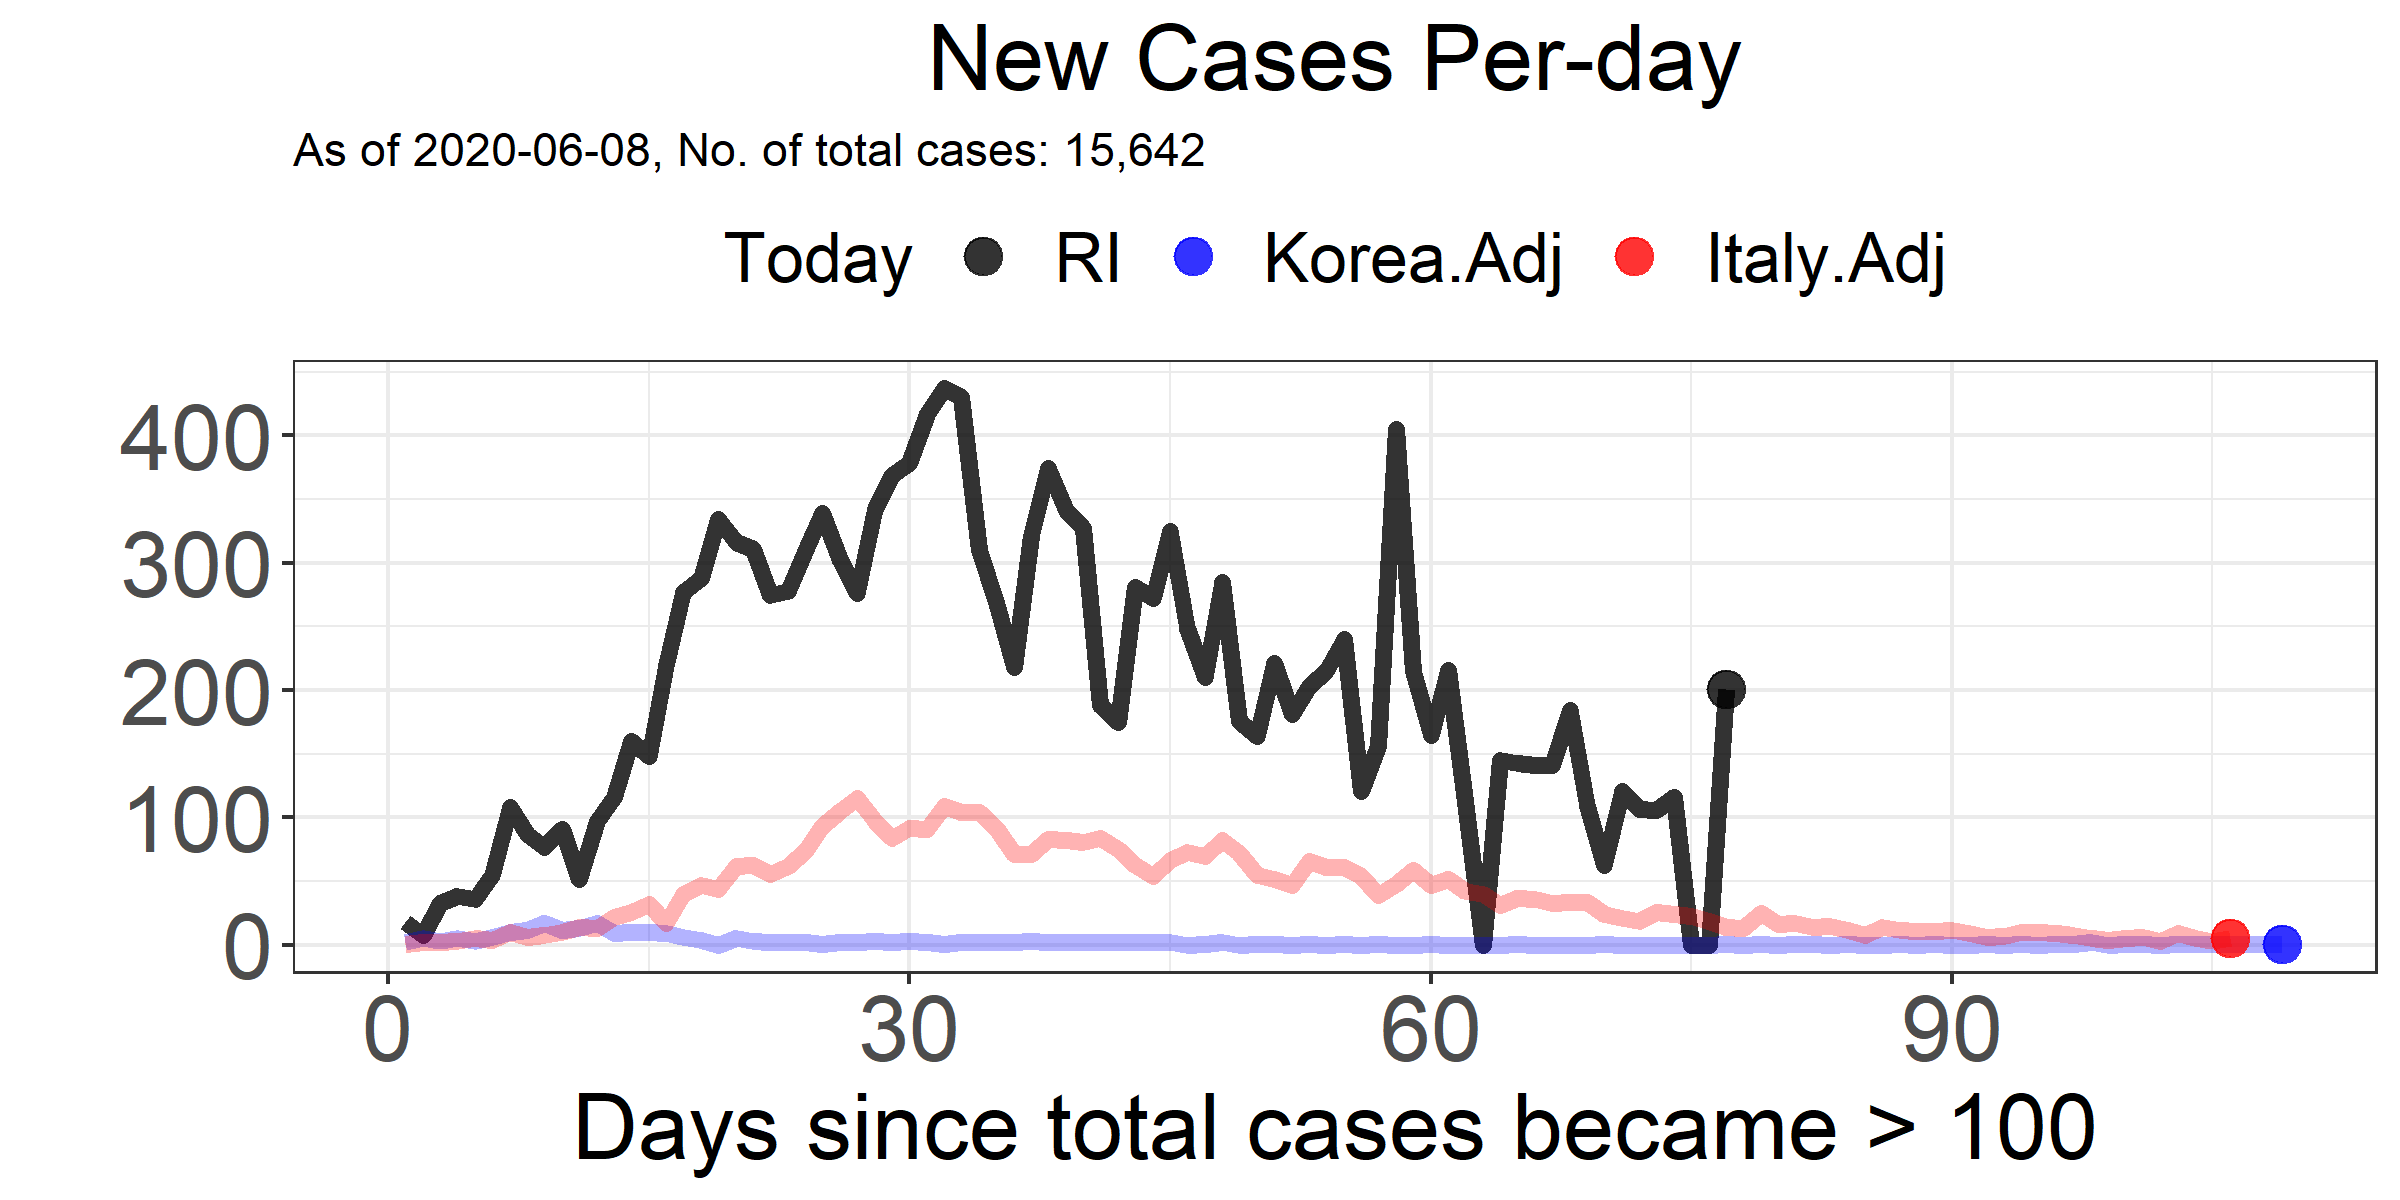 New Cases Per-day
As of 2020-06-08, No. of total cases: 15,642
Today RI Korea.Adj Italy.Adj
400
300
200
100
0
0 30 60 90
Days since total cases became > 100